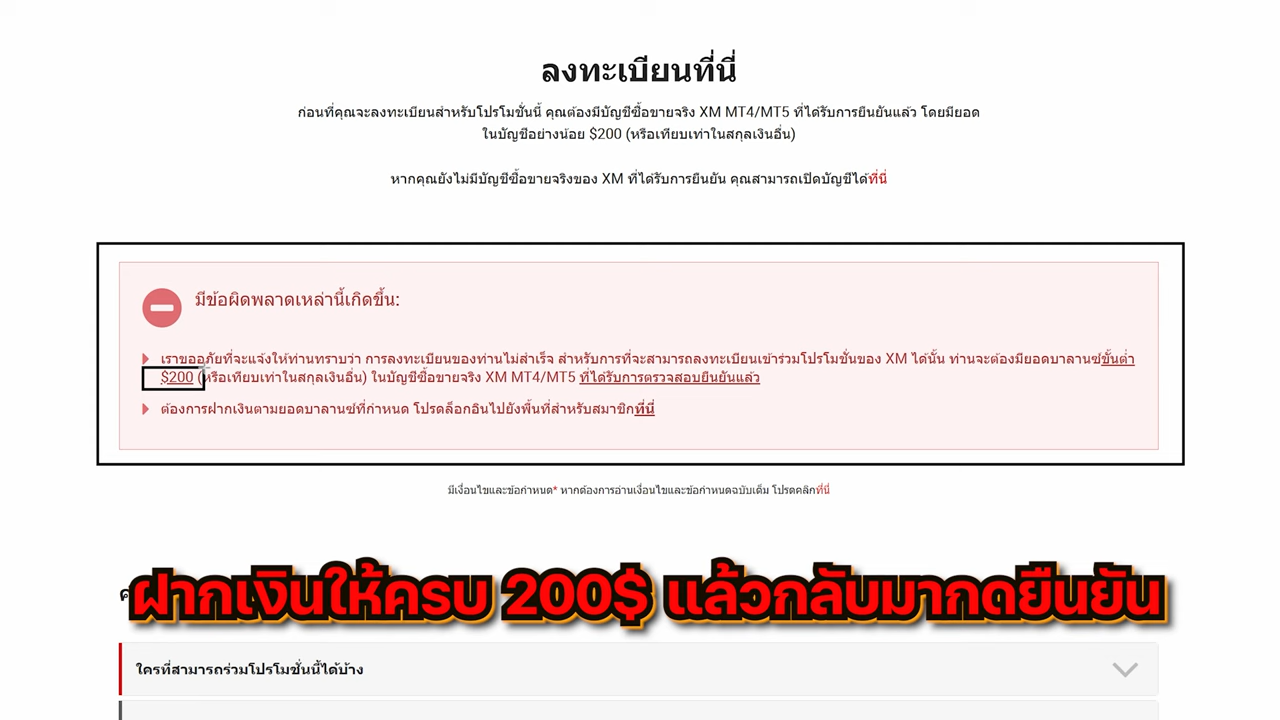 ลงทะเบียนที่นี่
ก่อนที่คุณจะลงทะเบียนสำหรับโปรโมชั่นนี้ คุณต้องมีบัญชีซื้อขายจริง XM MT4/MT5 ที่ได้รับการยืนยันแล้ว โดยมียอด
ในบัญชีอย่างน้อย $200 (หรือเทียบเท่าในสกุลเงินอื่น)
หากคุณยังไม่มีบัญชีซื้อขายจริงของ XM ที่ได้รับการยืนยัน คุณสามารถเปิดบัญชีได้ที่นี่
มีข้อผิดพลาดเหล่านี้เกิดขึ้น:
เราขออภัยที่จะแจ้งให้ท่านทราบว่า การลงทะเบียนของท่านไม่สำเร็จ สำหรับการที่จะสามารถลงทะเบียนเข้าร่วมโปรโมชั่นของ XM ได้นั้น ท่านจะต้องมียอดบาลานซ์ขั้นต่ำ
$200 (หรือเทียบเท่าในสกุลเงินอื่น) ในบัญชีซื้อขายจริง XM MT4/MT5 ที่ได้รับการตรวจสอบยืนยันแล้ว
ต้องการฝากเงินตามยอดบาลานซ์ที่กำหนด โปรดล็อกอินไปยังพื้นที่สำหรับสมาชิกที่นี่
มีเงื่อนไขและข้อกำหนด* หากต้องการอ่านเงื่อนไขและข้อกำหนดฉบับเต็ม โปรดคลิกที่นี่
ฝากเงินให้ครบ 200$ แล้วกลับมากดยืนยัน
ใครที่สามารถร่วมโปรโมชั่นนี้ได้บ้าง